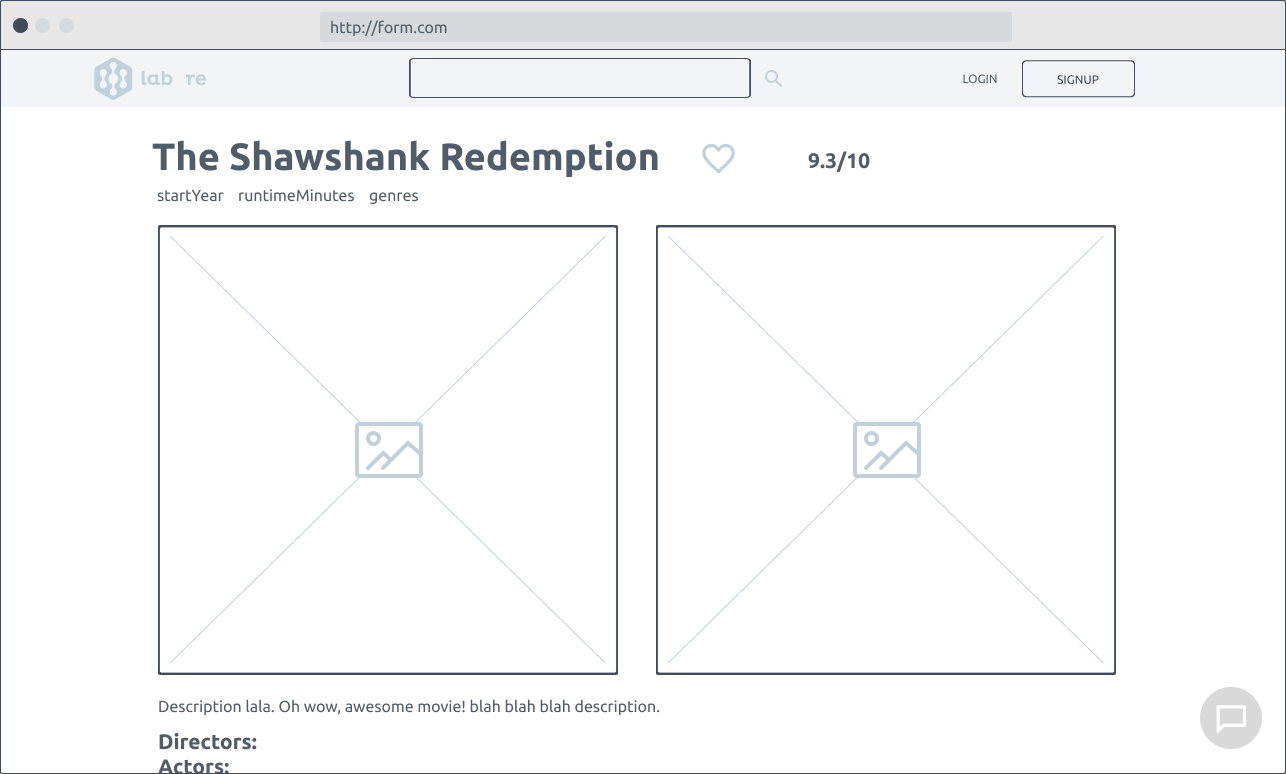 http://form.com
lab re
LOGIN
SIGNUP
The Shawshank Redemption
9.3/10
startYear runtimeMinutes genres
Description lala. Oh wow, awesome movie! blah blah blah description.
Directors:
Actors: